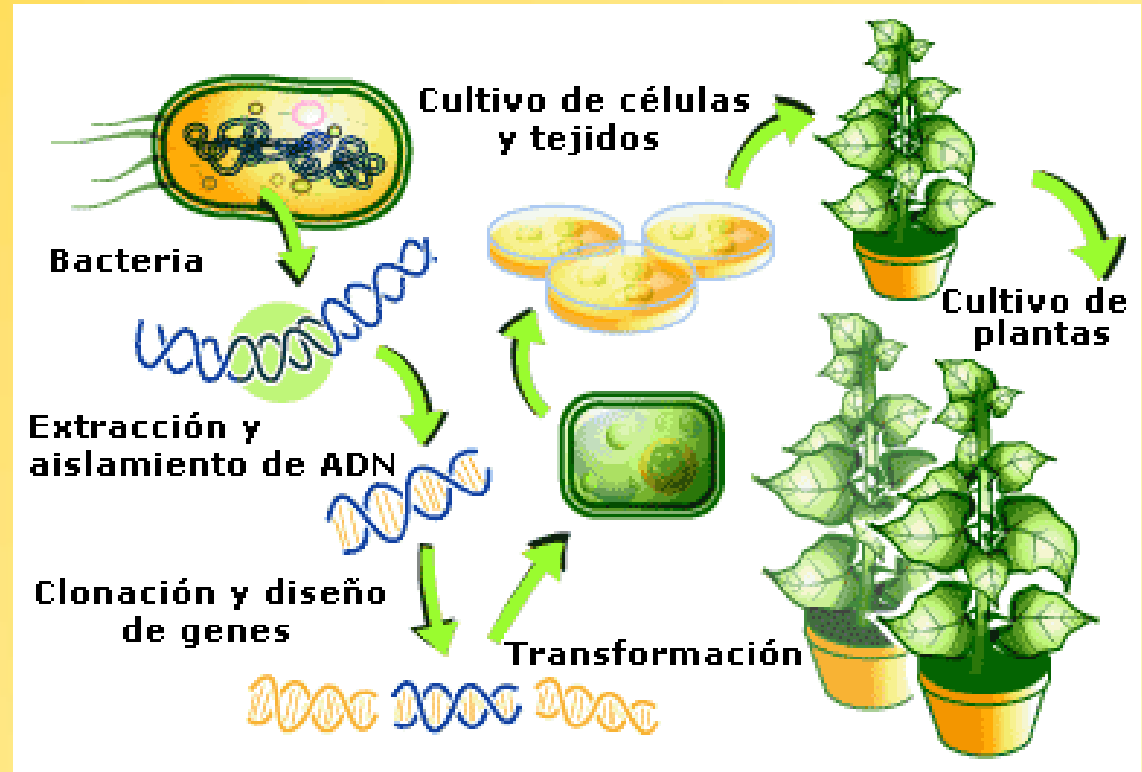 Bacteria
Extracción y
aislamiento de ADN
Clonación y diseño
de genes
Transformación
Cultivo de células
y tejidos
Cultivo de
plantas